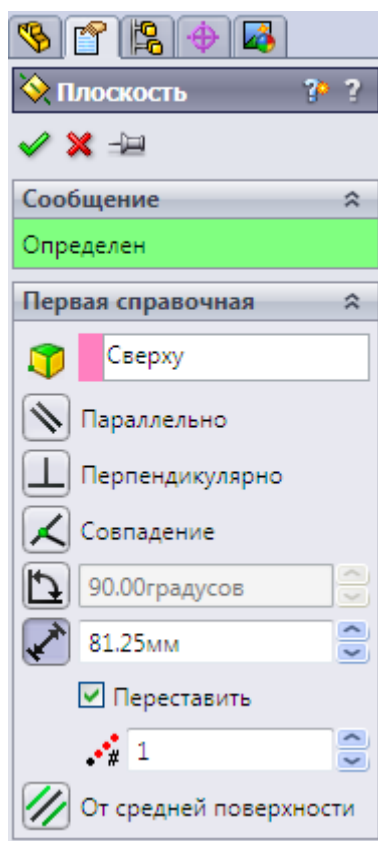 Плоскость ?
Сообщение
Определен
Первая справочная
Сверху
Параллельно
Перпендикулярно
Совпадение
90.00градусов
81.25мм
Переставить
# 1
От средней поверхности